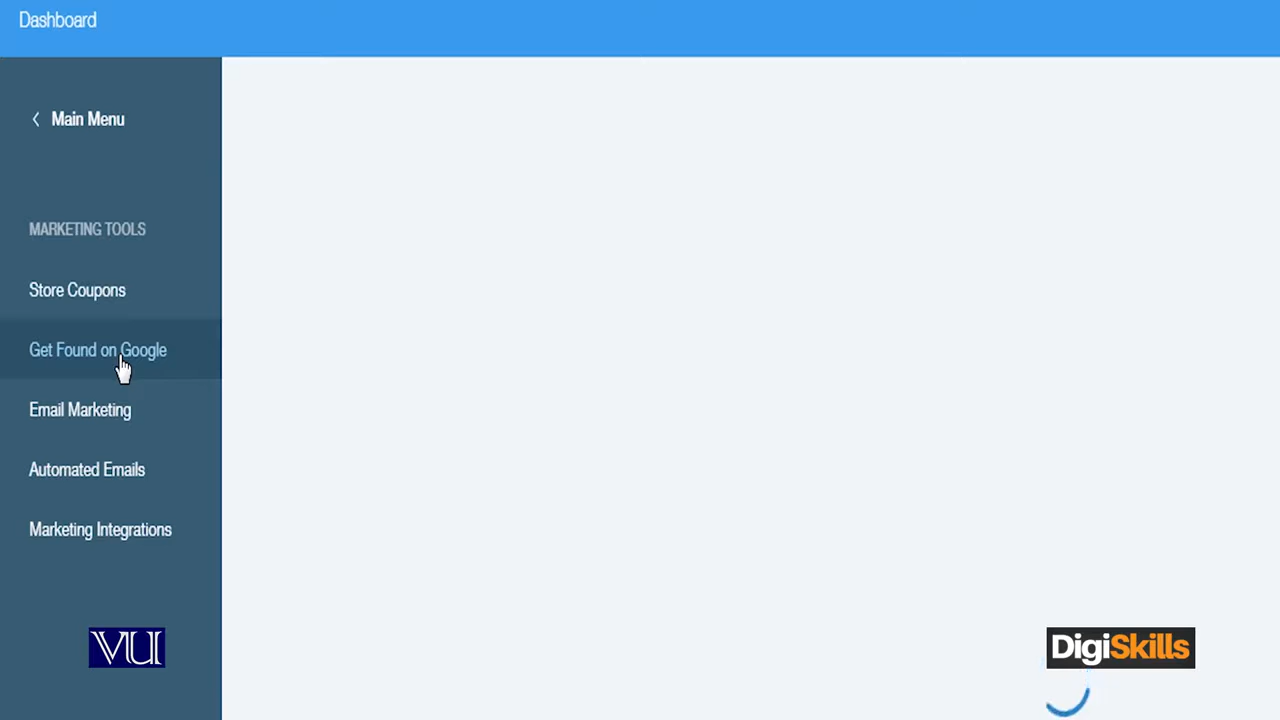 Dashboard
Main Menu
MARKETING TOOLS
Store Coupons
Get Found on Google
Email Marketing
Automated Emails
Marketing Integrations
VU
DigiSkills